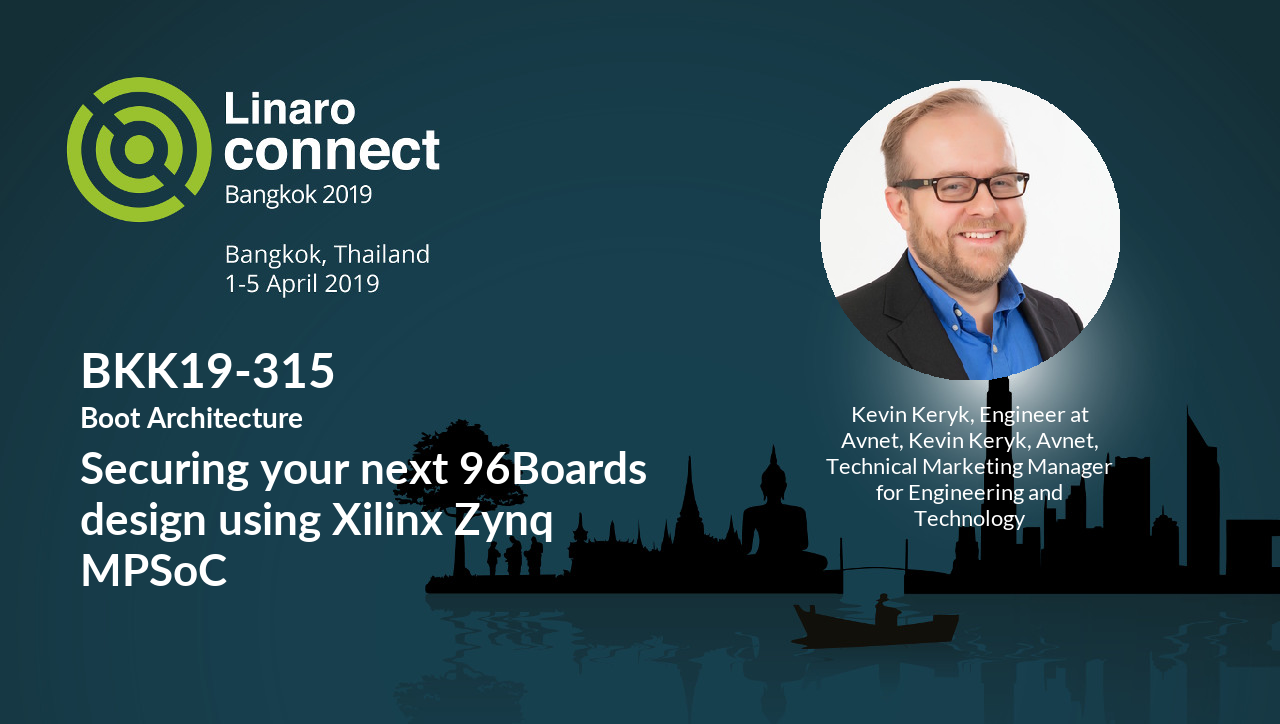 Linaro
connect
Bangkok 2019
Bangkok, Thailand
1-5 April 2019
BKK19-315
Boot Architecture
Securing your next 96Boards
design using Xilinx Zynq
MPSoC
Kevin Keryk, Engineer at
Avnet, Kevin Keryk, Avnet,
Technical Marketing Manager
for Engineering and
Technology